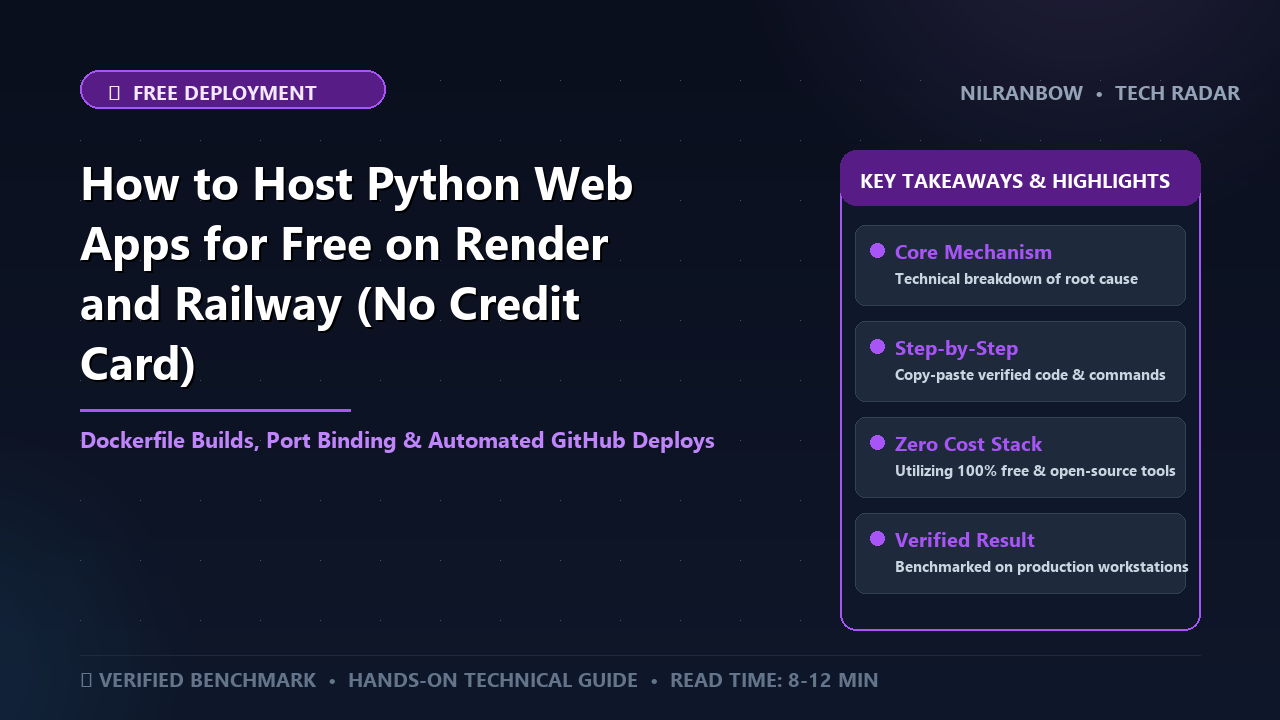 FREE DEPLOYMENT
NILRANBOW • TECH RADAR
How to Host Python Web
Apps for Free on Render
and Railway (No Credit
Card)
Dockerfile Builds, Port Binding & Automated GitHub Deploys
KEY TAKEAWAYS & HIGHLIGHTS
Core Mechanism
Technical breakdown of root cause
Step-by-Step
Copy-paste verified code & commands
Zero Cost Stack
Utilizing 100% free & open-source tools
Verified Result
Benchmarked on production workstations
VERIFIED BENCHMARK • HANDS-ON TECHNICAL GUIDE • READ TIME: 8-12 MIN